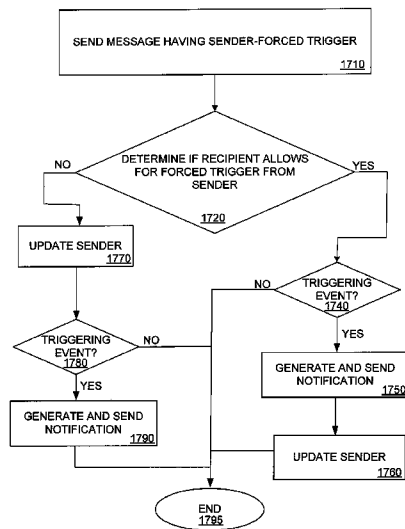 SEND MESSAGE HAVING SENDER-FORCED TRIGGER
1710
NO
YES
DETERMINE IF RECIPIENT ALLOWS
FOR FORCED TRIGGER FROM
SENDER
1720
UPDATE SENDER
1770
NO
TRIGGERING
EVENT?
1740
YES
TRIGGERING
EVENT?
1780
NO
YES
GENERATE AND SEND
NOTIFICATION
1750
GENERATE AND SEND
NOTIFICATION
1790
UPDATE SENDER
1760
END
1795